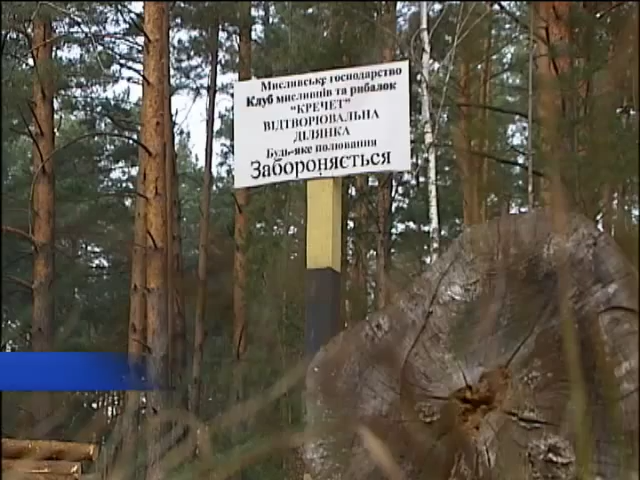 Мисливське господарство
Клуб мисливців та рибалок
"КРЕЧЕТ"
ВІДТВОРЮВАЛЬНА
ДІЛЯНКА
Будь-яке полювання
Забороняється